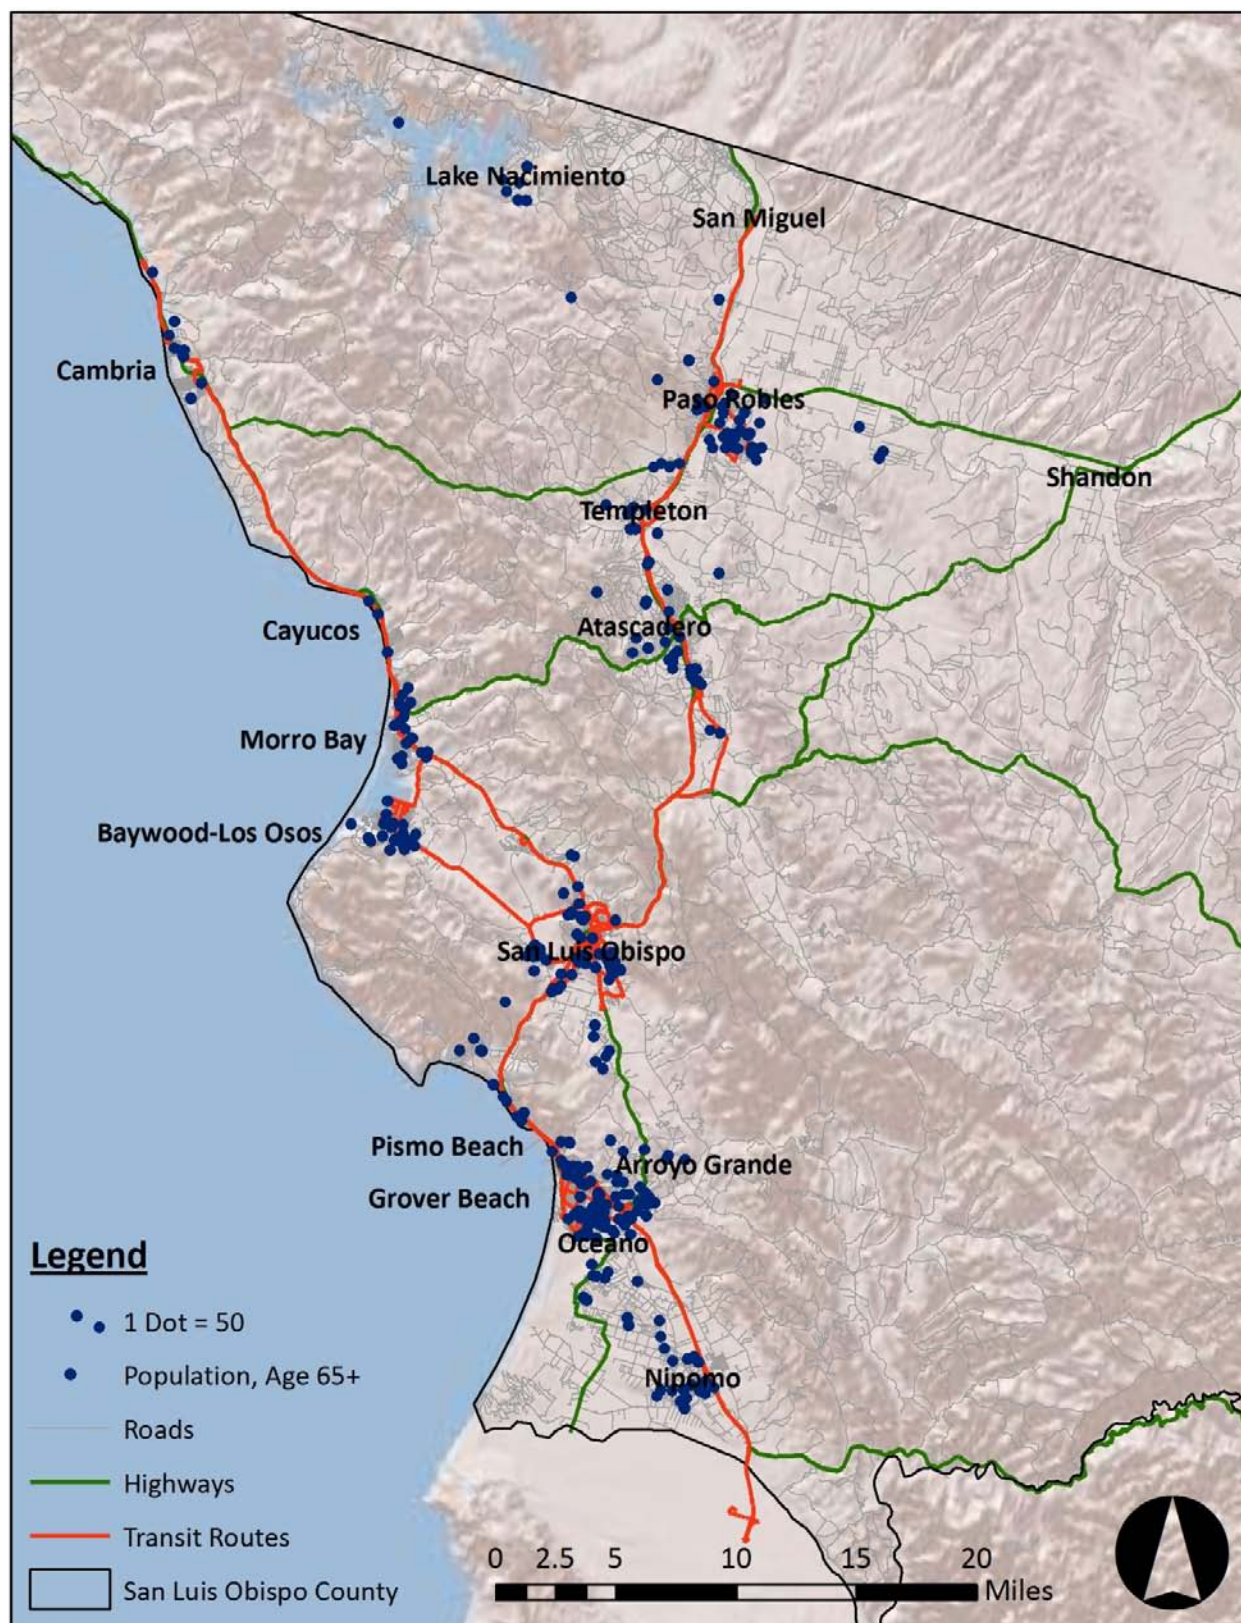 Lake Nacimiento
San Miguel
Cambria
Paso Robles
Shandon
Templeton
Cayucos
Atascadero
Morro Bay
Baywood-Los Osos
San Luis Obispo
Pismo Beach
Arroyo Grande
Grover Beach
Oceano
Nipomo
Legend
1 Dot = 50
Population, Age 65+
Roads
Highways
Transit Routes
San Luis Obispo County
0 2.5 5 10 15 20
Miles